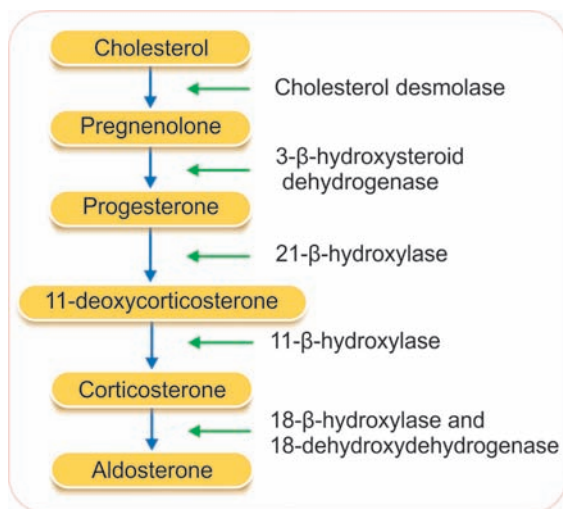 Cholesterol
Cholesterol desmolase
Pregnenolone
3-β-hydroxysteroid
dehydrogenase
Progesterone
21-β-hydroxylase
11-deoxycorticosterone
11-β-hydroxylase
Corticosterone
18-β-hydroxylase and
18-dehydroxydehydrogenase
Aldosterone